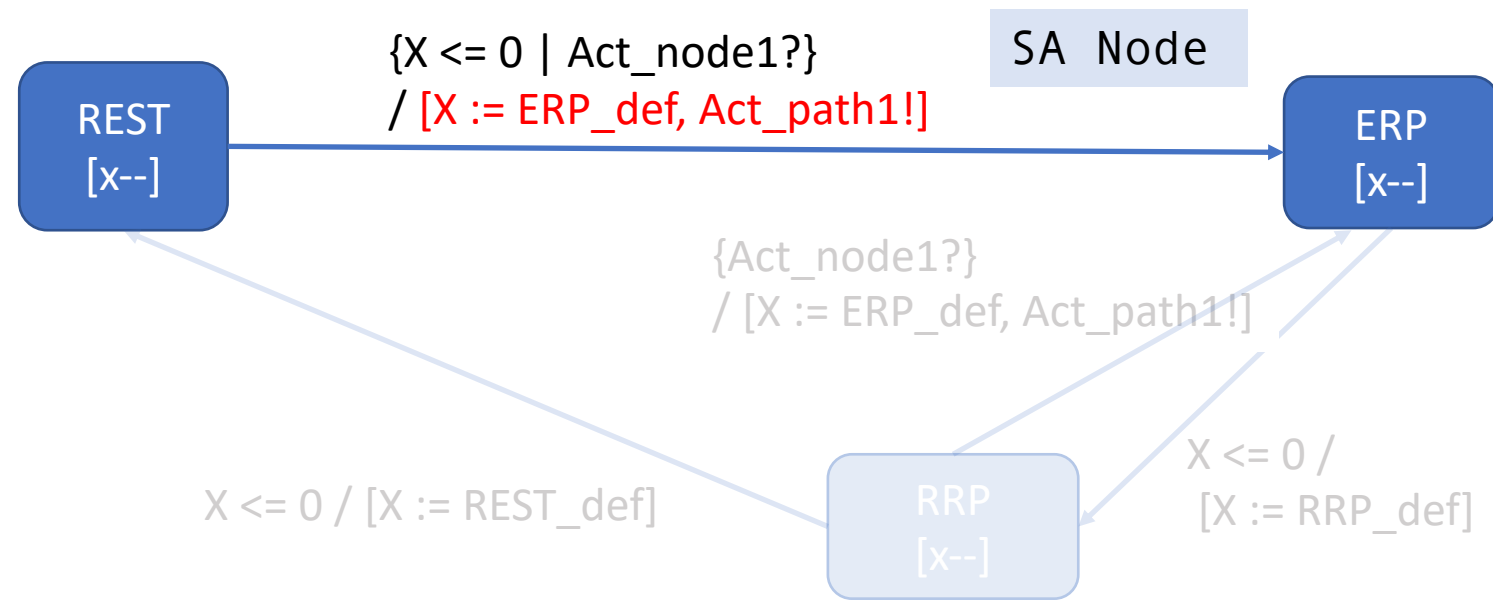 {X <= 0 | Act_node1?}
/ [X := ERP_def, Act_path1!]
SA Node
REST
[x--]
ERP
[x--]
{Act_node1?}
/ [X := ERP_def, Act_path1!]
X <= 0 /
[X := RRP_def]
X <= 0 / [X := REST_def]
RRP
[x--]